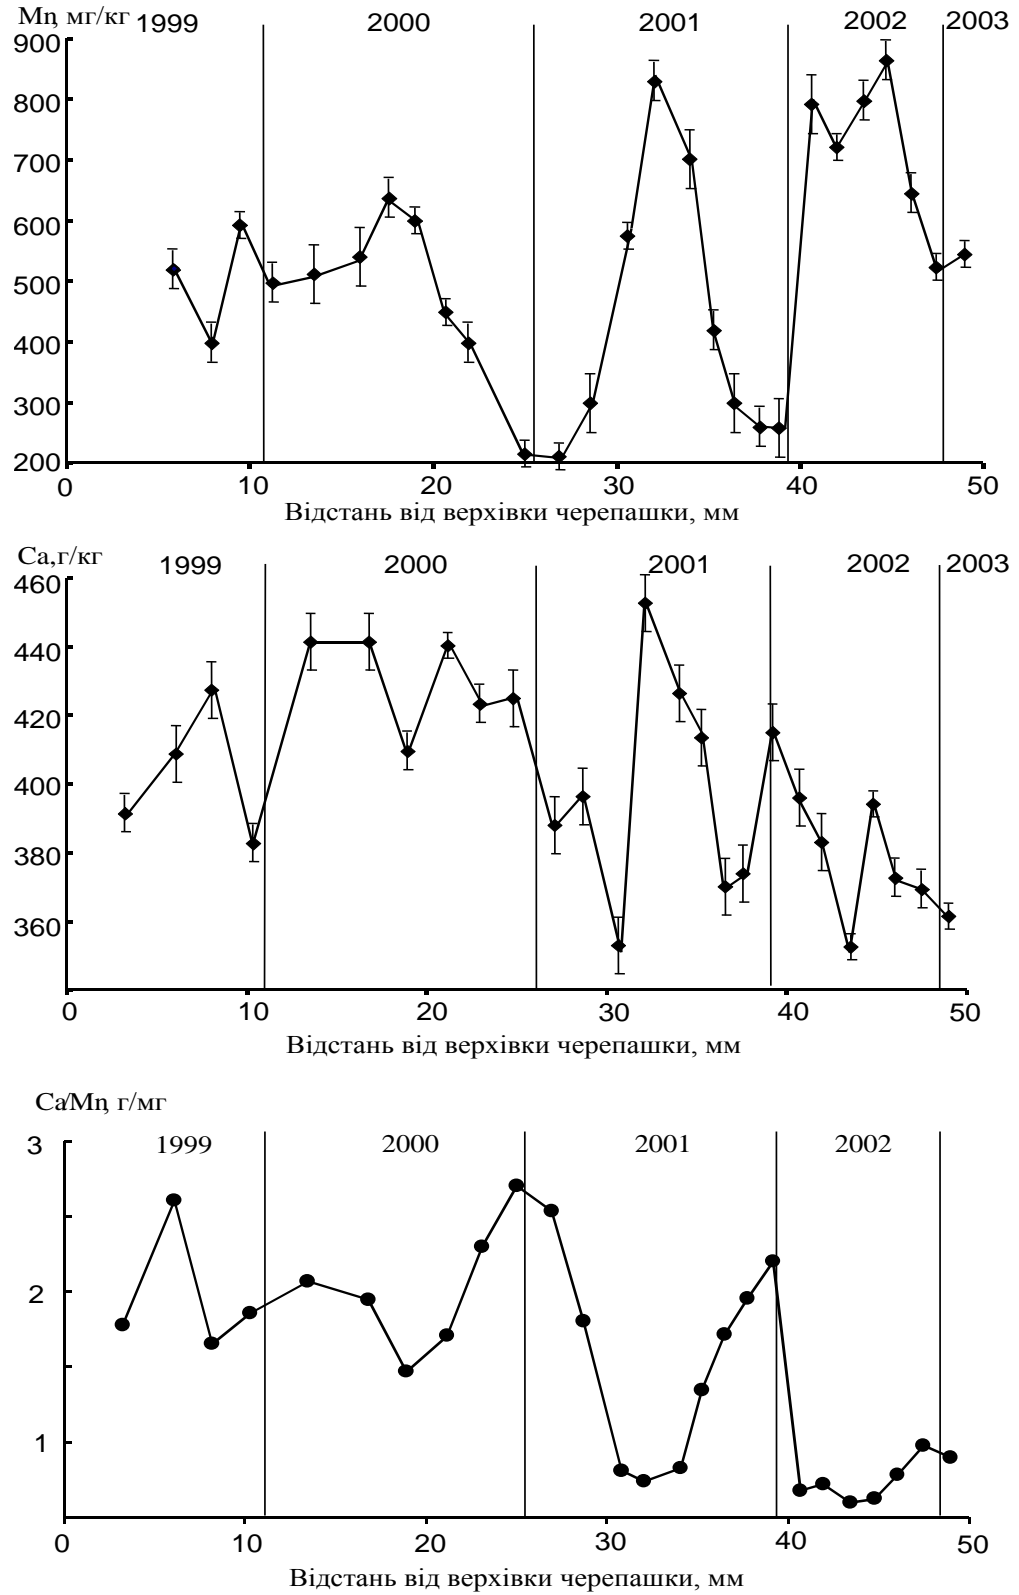 Mn, мг/кг 1999 2000 2001 2002 2003
900
800
700
600
500
400
300
200
0 10 20 30 40 50
Відстань від верхівки черепашки, мм
Ca,г/кг 1999 2000 2001 2002 2003
460
440
420
400
380
360
0 10 20 30 40 50
Відстань від верхівки черепашки, мм
Ca/Mn, г/мг
3 1999 2000 2001 2002
2
1
0 10 20 30 40 50
Відстань від верхівки черепашки, мм